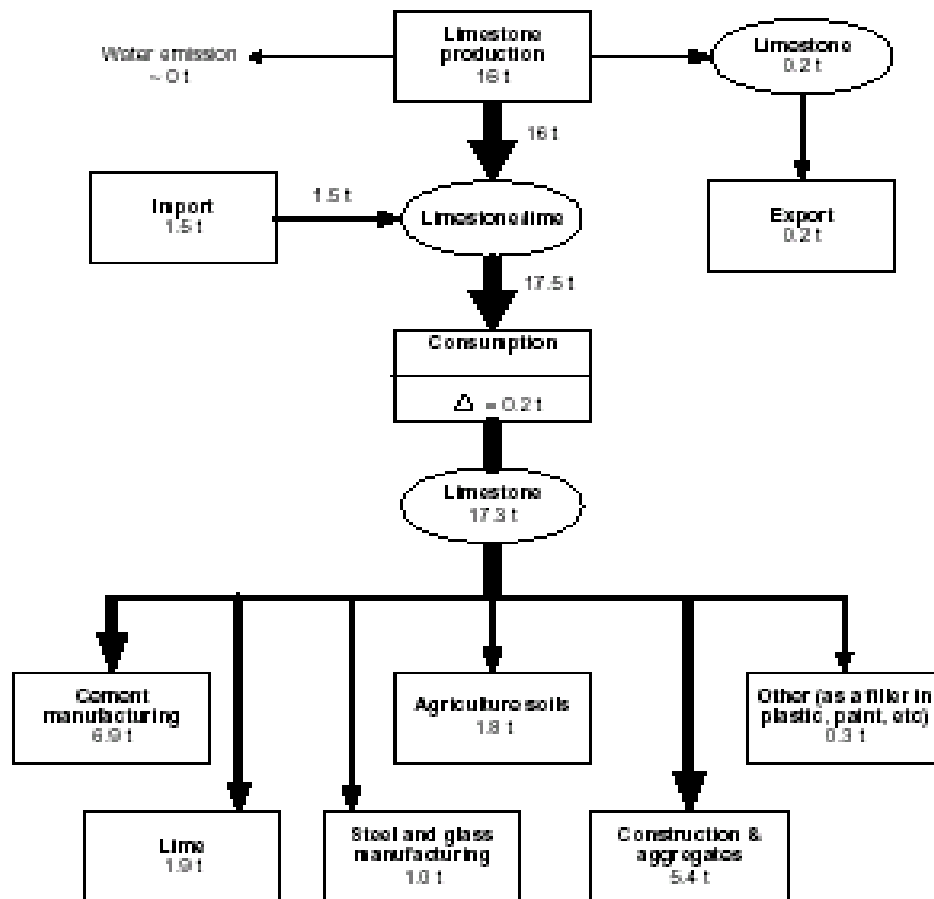 Limestone
production
16 t
Water emission
~ 0 t
Limestone
0.2 t
16 t
Import
1.5 t
1.5 t
Limestone/lime
Export
0.2 t
17.5 t
Consumption
Δ = 0.2 t
Limestone
17.3 t
Cement
manufacturing
6.9 t
Agriculture soils
1.8 t
Other (as a filler in
plastic, paint, etc)
0.3 t
Lime
1.9 t
Steel and glass
manufacturing
1.0 t
Construction &
aggregates
5.4 t